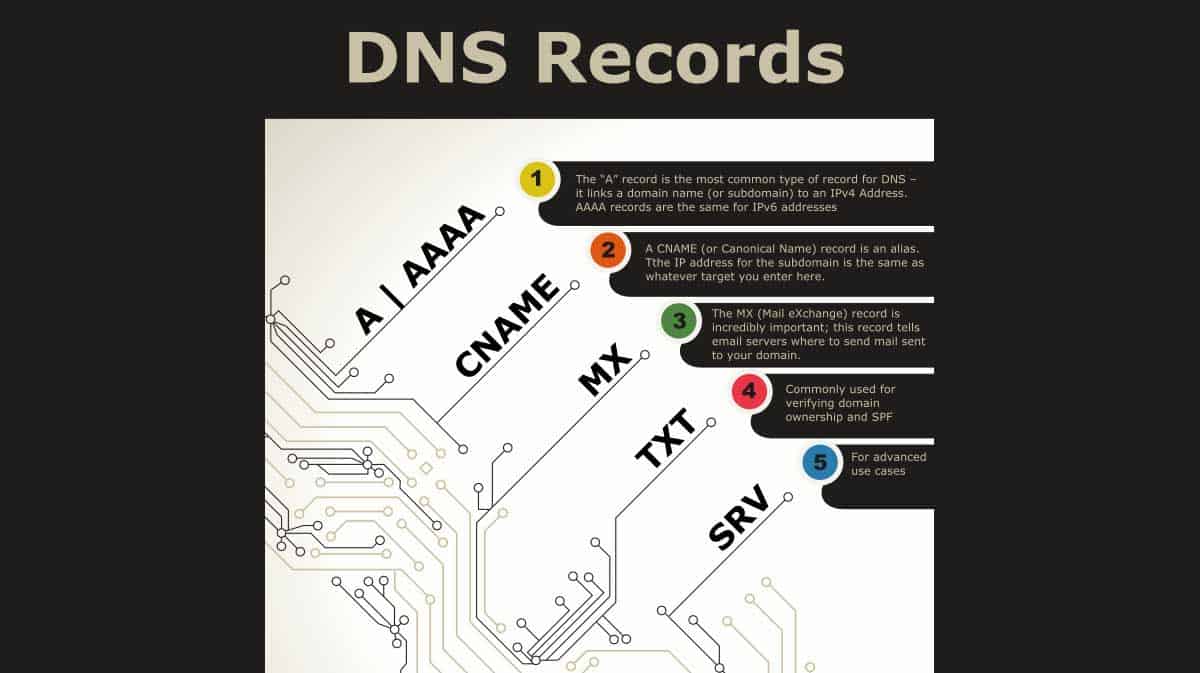 DNS Records
A | AAAA
1
The “A” record is the most common type of record for DNS –
it links a domain name (or subdomain) to an IPv4 Address.
AAAA records are the same for IPv6 addresses
CNAME
2
A CNAME (or Canonical Name) record is an alias.
Tthe IP address for the subdomain is the same as
whatever target you enter here.
MX
3
The MX (Mail eXchange) record is
incredibly important; this record tells
email servers where to send mail sent
to your domain.
TXT
4
Commonly used for
verifying domain
ownership and SPF
SRV
5
For advanced
use cases